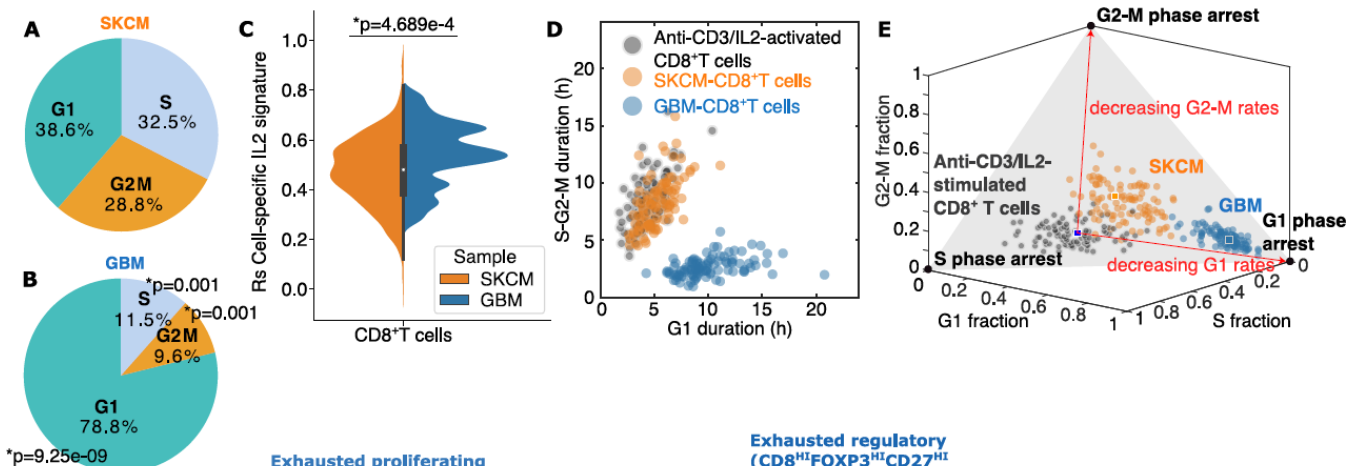 A
SKCM
G1
38.6%
S
32.5%
G2M
28.8%
B
GBM
*p=0.001
S
11.5%
*p=0.001
G2M
9.6%
G1
78.8%
*p=9.25e-09
C
*p=4.689e-4
Rs Cell-specific IL2 signature
1.0
0.8
0.6
0.4
0.2
0.0
Sample
SKCM
GBM
CD8⁺T cells
D
Anti-CD3/IL2-activated
CD8⁺T cells
SKCM-CD8⁺T cells
GBM-CD8⁺T cells
S-G2-M duration (h)
20
15
10
5
0
0 5 10 15 20
G1 duration (h)
E
G2-M phase arrest
decreasing G2-M rates
G2-M fraction
1
0.8
0.6
0.4
0.2
0
Anti-CD3/IL2-
stimulated
CD8⁺ T cells
SKCM
GBM
G1 phase
arrest
S phase arrest
decreasing G1 rates
0 0.2 0.4 0.6 0.8 1
G1 fraction
1 0.8 0.6 0.4 0.2 0
S fraction
Exhausted proliferating
Exhausted regulatory
(CD8ᴴᴵFOXP3ᴴᴵCD27ᴴᴵ